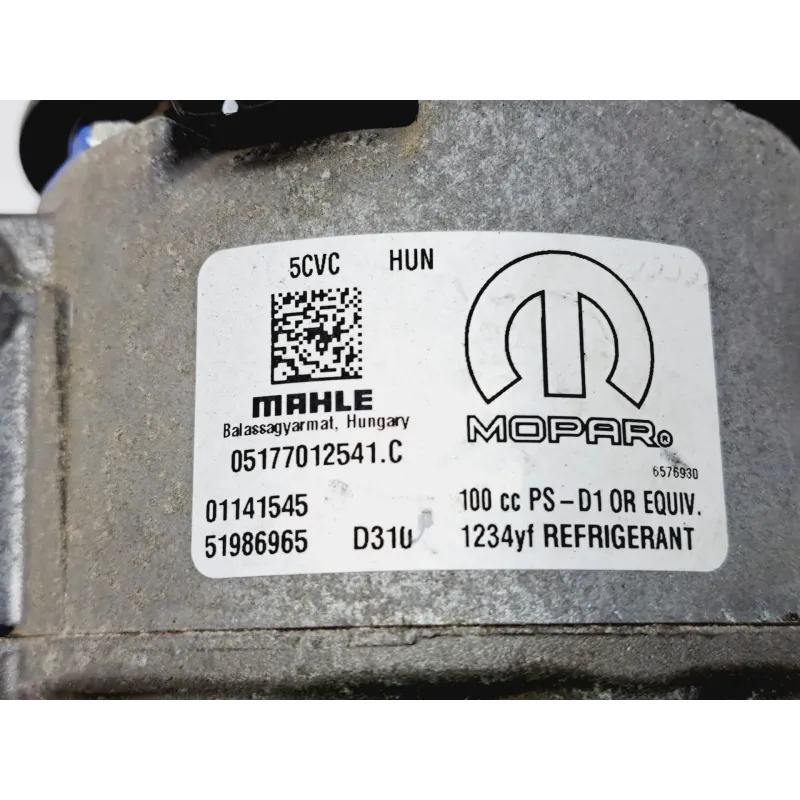 5CVC HUN
MAHLE
Balassagyarmat, Hungary
05177012541.C
MOPAR®
6576930
01141545
100 cc PS-D1 OR EQUIV.
51986965 D310
1234yf REFRIGERANT